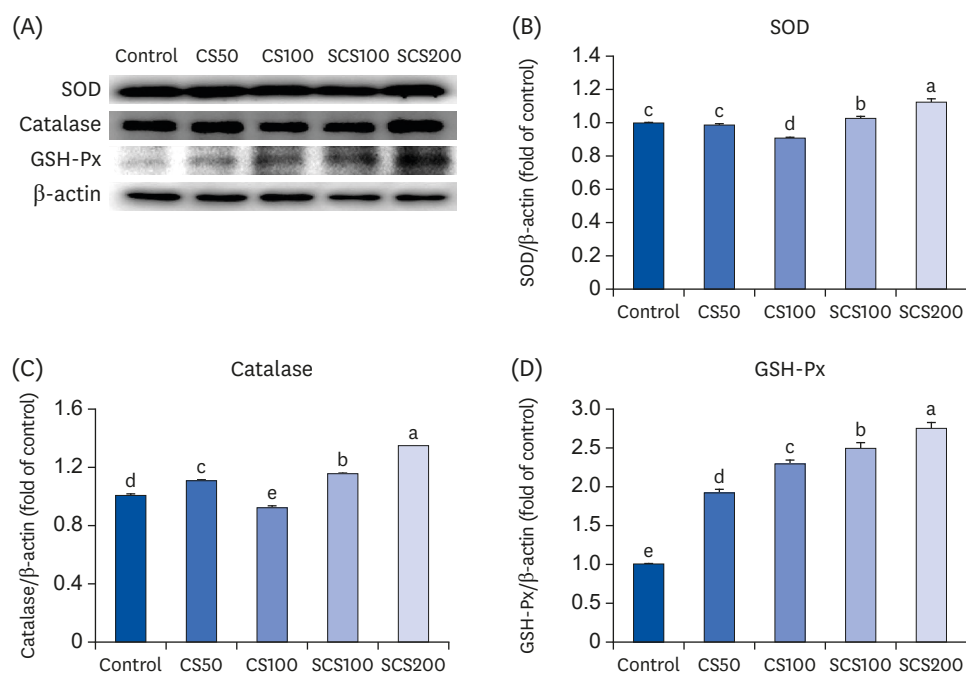 (A)
Control CS50 CS100 SCS100 SCS200
SOD
Catalase
GSH-Px
β-actin
(B)
SOD
SOD/β-actin (fold of control)
1.4
1.2
1.0
0.8
0.6
0.4
0.2
0
c
c
d
b
a
Control CS50 CS100 SCS100 SCS200
(C)
Catalase
Catalase/β-actin (fold of control)
1.6
1.2
0.8
0.4
0
d
c
e
b
a
Control CS50 CS100 SCS100 SCS200
(D)
GSH-Px
GSH-Px/β-actin (fold of control)
3.0
2.5
2.0
1.5
1.0
0.5
0
e
d
c
b
a
Control CS50 CS100 SCS100 SCS200